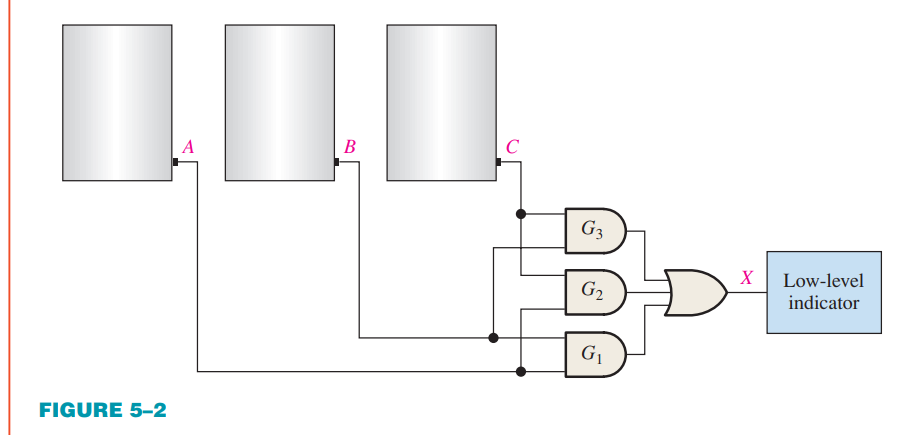 A
B
C
G3
G2
X
Low-level
indicator
G1
FIGURE 5–2